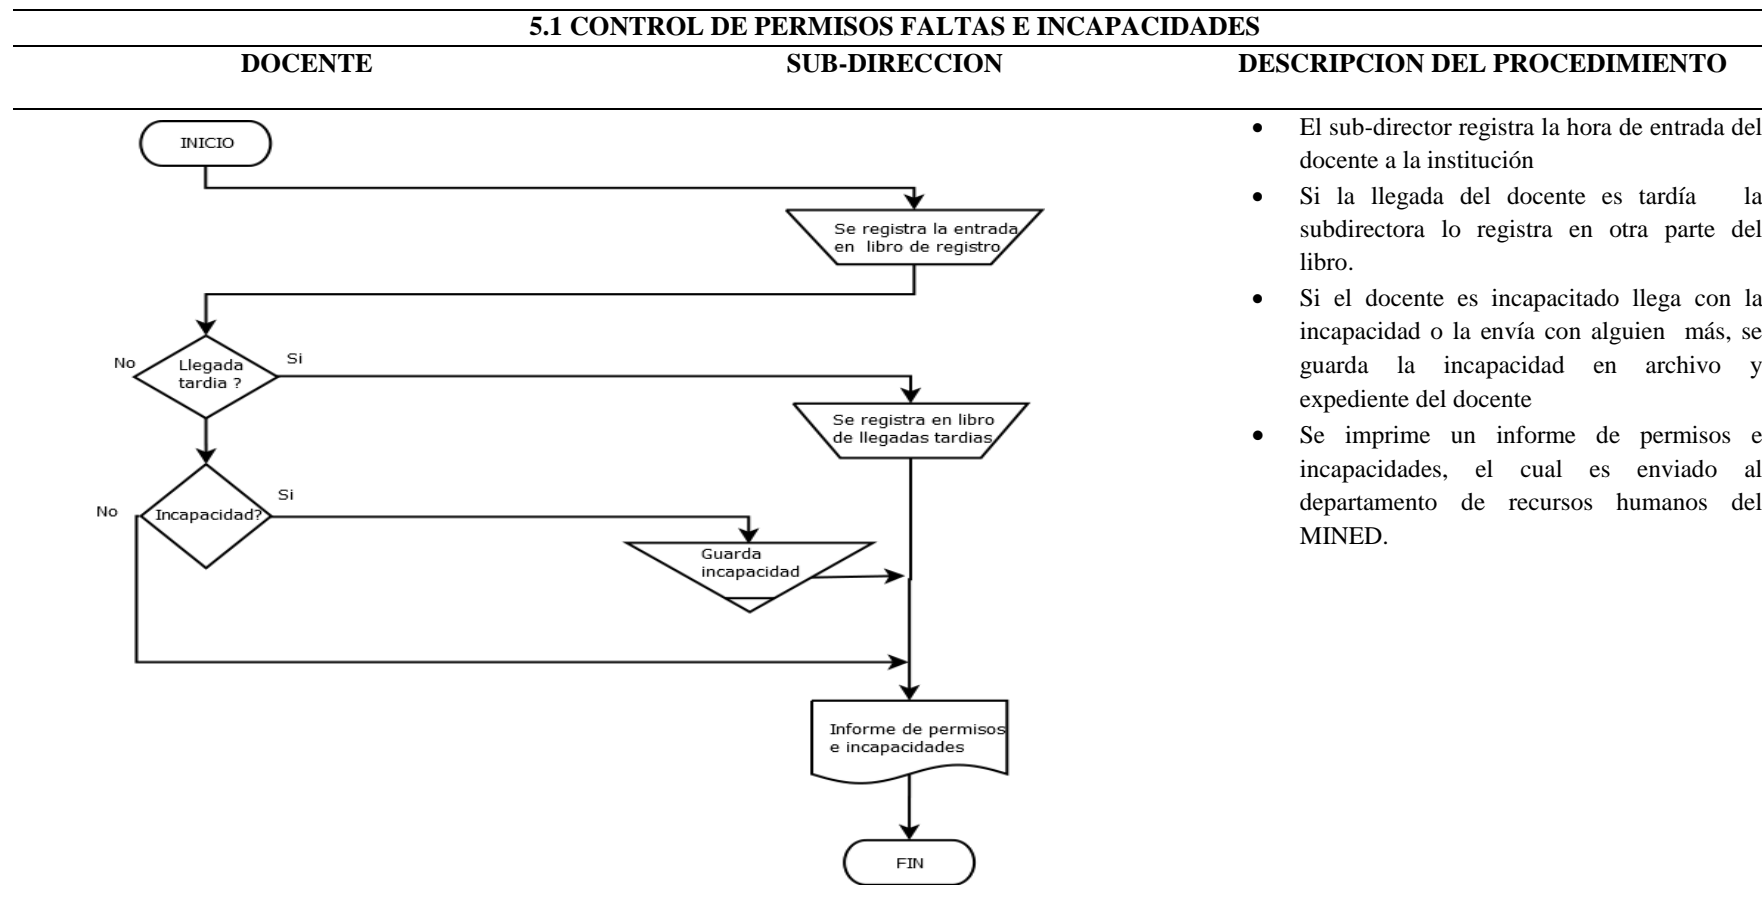 5.1 CONTROL DE PERMISOS FALTAS E INCAPACIDADES
DOCENTE
SUB-DIRECCION
DESCRIPCION DEL PROCEDIMIENTO
INICIO
Se registra la entrada
en libro de registro
Llegada
tardia ?
No
Si
Se registra en libro
de llegadas tardias
Incapacidad?
No
Si
Guarda
incapacidad
Informe de permisos
e incapacidades
FIN
• El sub-director registra la hora de entrada del
docente a la institución
• Si la llegada del docente es tardía la
subdirectora lo registra en otra parte del
libro.
• Si el docente es incapacitado llega con la
incapacidad o la envía con alguien más, se
guarda la incapacidad en archivo y
expediente del docente
• Se imprime un informe de permisos e
incapacidades, el cual es enviado al
departamento de recursos humanos del
MINED.